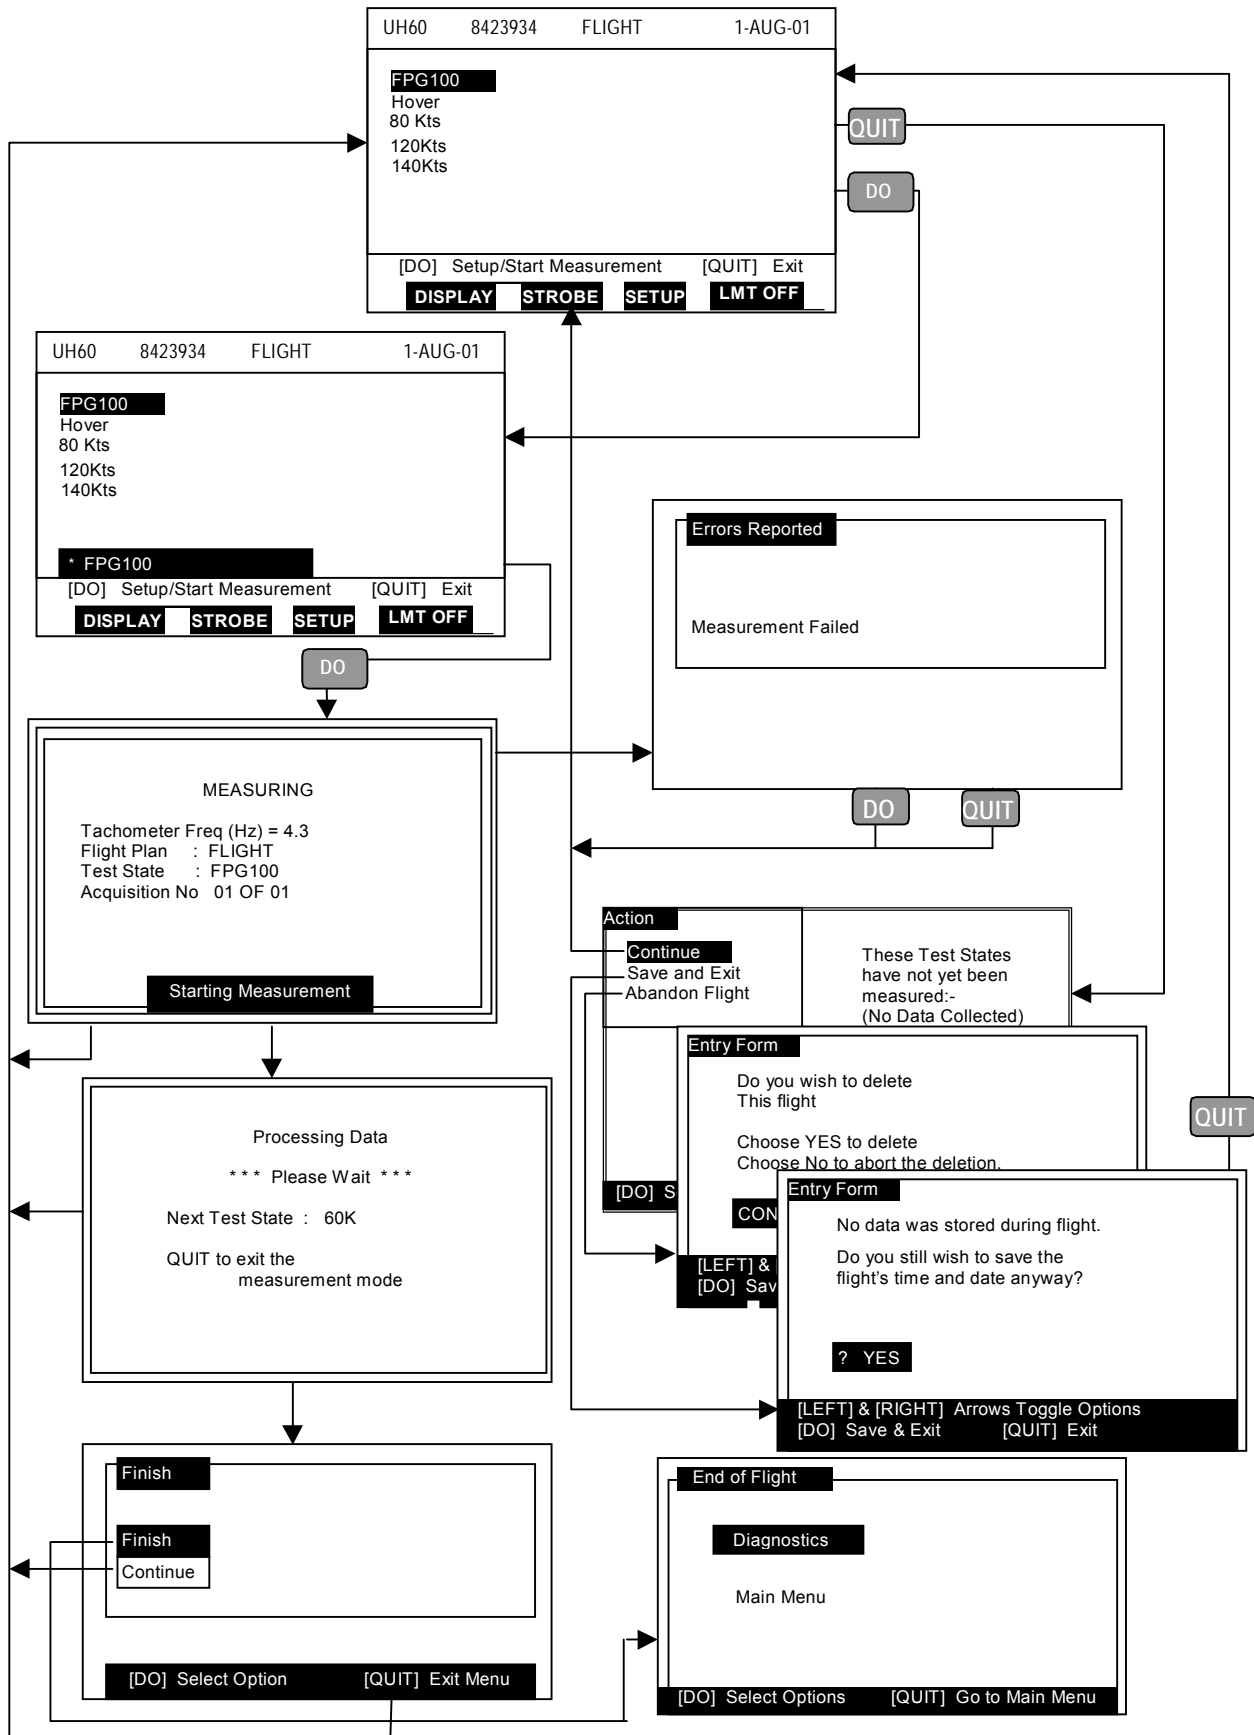 UH60 8423934 FLIGHT 1-AUG-01
FPG100
Hover
80 Kts
120Kts
140Kts
[DO] Setup/Start Measurement [QUIT] Exit
DISPLAY STROBE SETUP LMT OFF
QUIT
DO
UH60 8423934 FLIGHT 1-AUG-01
FPG100
Hover
80 Kts
120Kts
140Kts
* FPG100
[DO] Setup/Start Measurement [QUIT] Exit
DISPLAY STROBE SETUP LMT OFF
DO
Errors Reported
Measurement Failed
DO QUIT
MEASURING
Tachometer Freq (Hz) = 4.3
Flight Plan : FLIGHT
Test State : FPG100
Acquisition No 01 OF 01
Starting Measurement
Action
Continue
Save and Exit
Abandon Flight
These Test States
have not yet been
measured:-
(No Data Collected)
[DO] S
Entry Form
Do you wish to delete
This flight
Choose YES to delete
Choose No to abort the deletion.
CON
[LEFT] &
[DO] Sav
QUIT
Entry Form
No data was stored during flight.
Do you still wish to save the
flight's time and date anyway?
? YES
[LEFT] & [RIGHT] Arrows Toggle Options
[DO] Save & Exit [QUIT] Exit
Processing Data
* * * Please Wait * * *
Next Test State : 60K
QUIT to exit the
measurement mode
Finish
Finish
Continue
[DO] Select Option [QUIT] Exit Menu
End of Flight
Diagnostics
Main Menu
[DO] Select Options [QUIT] Go to Main Menu